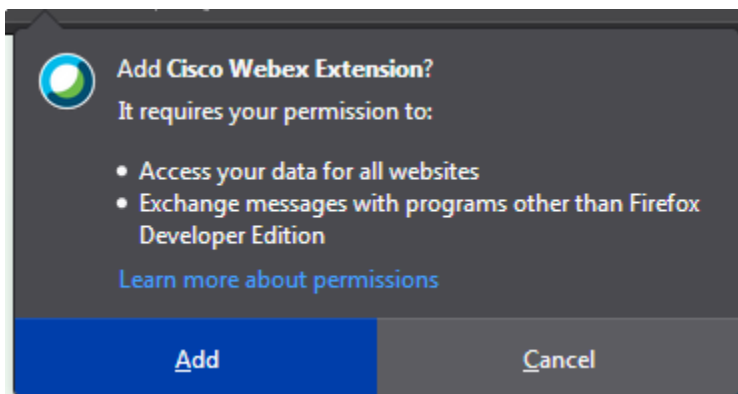 Add Cisco Webex Extension?
It requires your permission to:
• Access your data for all websites
• Exchange messages with programs other than Firefox
Developer Edition
Learn more about permissions
Add
Cancel